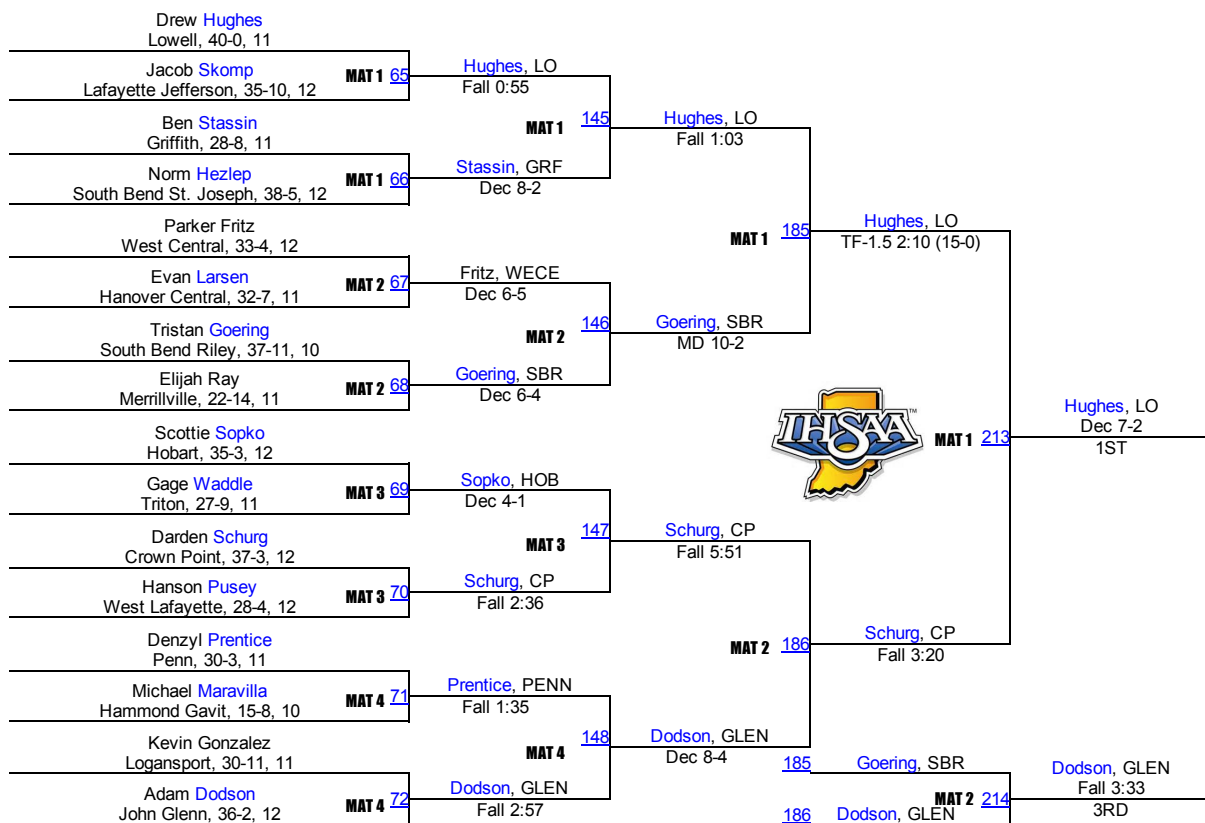 Drew Hughes
Lowell, 40-0, 11
Jacob Skomp
Lafayette Jefferson, 35-10, 12
MAT 1 65
Hughes, LO
Fall 0:55
Ben Stassin
Griffith, 28-8, 11
MAT 1 145
Hughes, LO
Fall 1:03
Norm Hezlep
South Bend St. Joseph, 38-5, 12
MAT 1 66
Stassin, GRF
Dec 8-2
Parker Fritz
West Central, 33-4, 12
MAT 1 185
Hughes, LO
TF-1.5 2:10 (15-0)
Evan Larsen
Hanover Central, 32-7, 11
MAT 2 67
Fritz, WECE
Dec 6-5
Tristan Goering
South Bend Riley, 37-11, 10
MAT 2 146
Goering, SBR
MD 10-2
Elijah Ray
Merrillville, 22-14, 11
MAT 2 68
Goering, SBR
Dec 6-4
IHSAA™
MAT 1 213
Hughes, LO
Dec 7-2
1ST
Scottie Sopko
Hobart, 35-3, 12
Gage Waddle
Triton, 27-9, 11
MAT 3 69
Sopko, HOB
Dec 4-1
Darden Schurg
Crown Point, 37-3, 12
MAT 3 147
Schurg, CP
Fall 5:51
Hanson Pusey
West Lafayette, 28-4, 12
MAT 3 70
Schurg, CP
Fall 2:36
Denzyl Prentice
Penn, 30-3, 11
MAT 2 186
Schurg, CP
Fall 3:20
Michael Maravilla
Hammond Gavit, 15-8, 10
MAT 4 71
Prentice, PENN
Fall 1:35
Kevin Gonzalez
Logansport, 30-11, 11
MAT 4 148
Dodson, GLEN
Dec 8-4
Adam Dodson
John Glenn, 36-2, 12
MAT 4 72
Dodson, GLEN
Fall 2:57
185 Goering, SBR
MAT 2 214
186 Dodson, GLEN
Dodson, GLEN
Fall 3:33
3RD